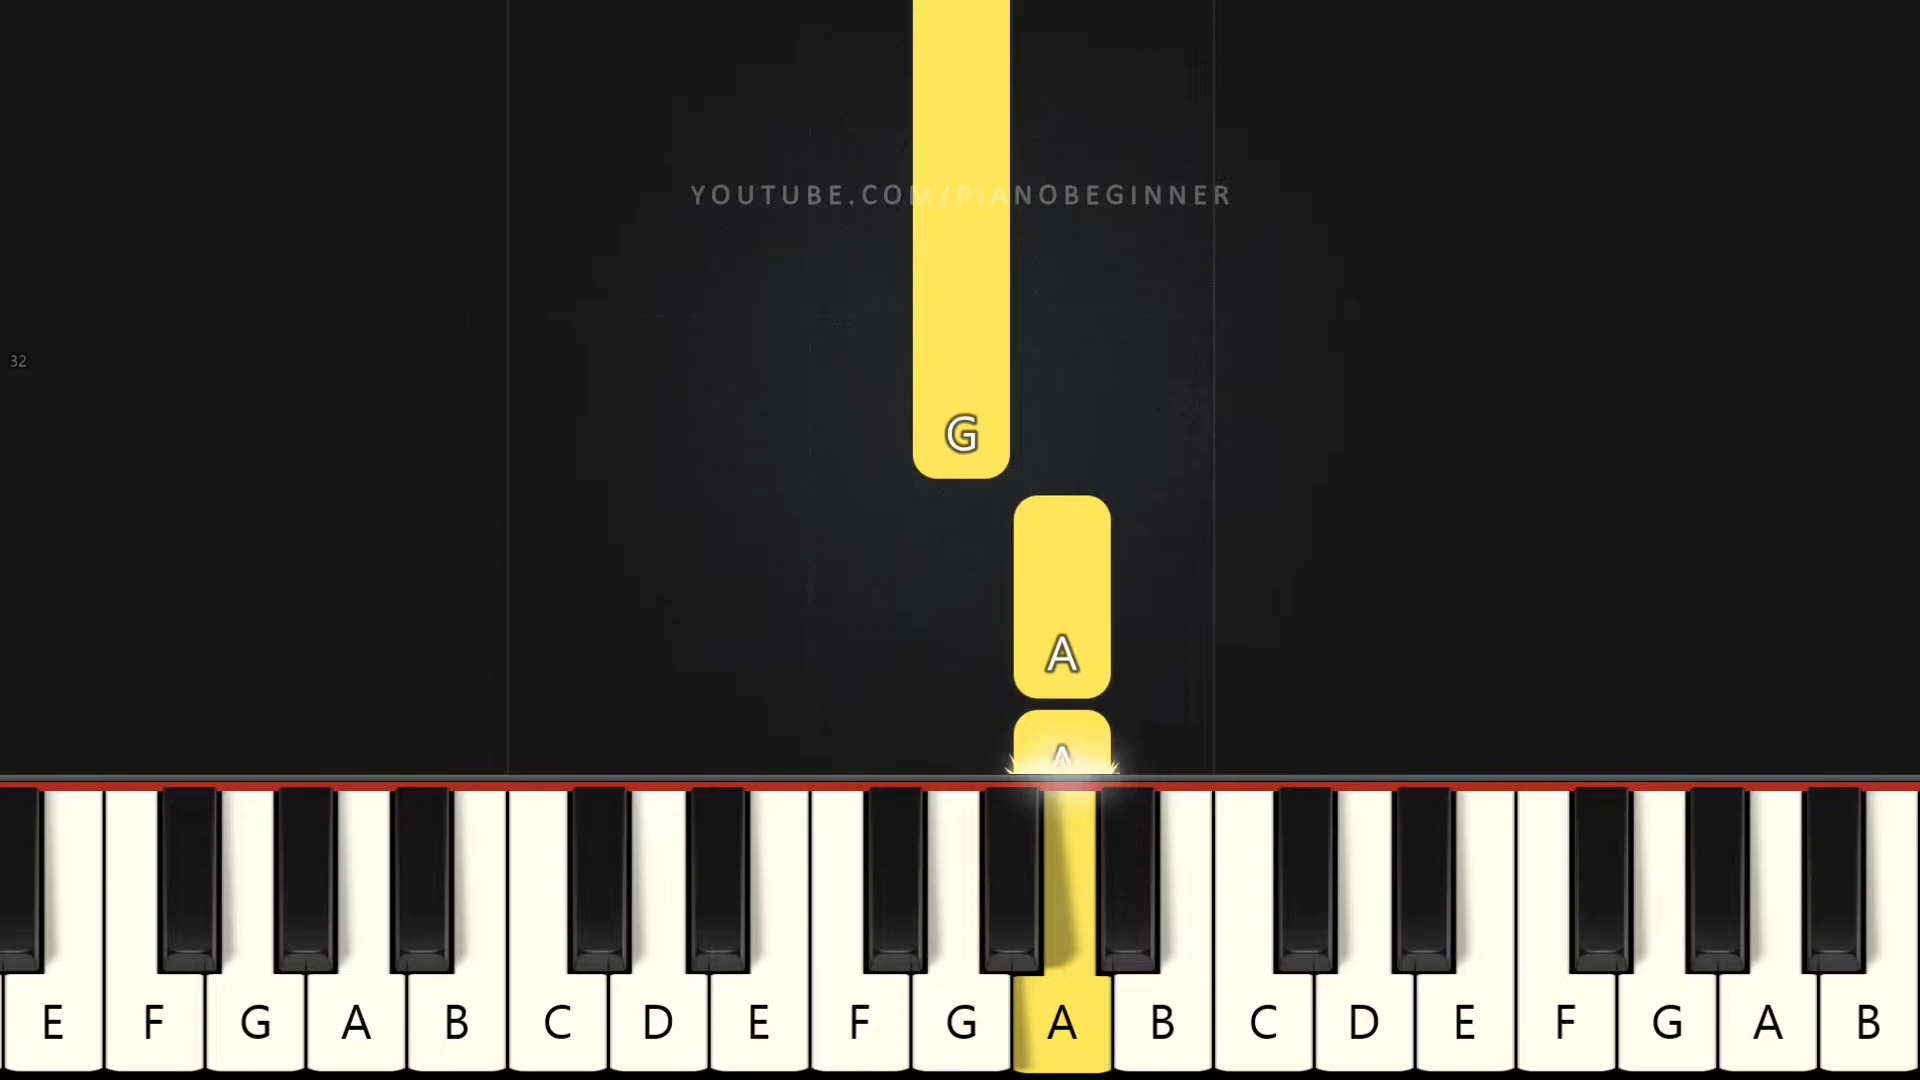 YOUTUBE.COM/PIANOBEGINNER
32
G
A
A
E F G A B C D E F G A B C D E F G A B